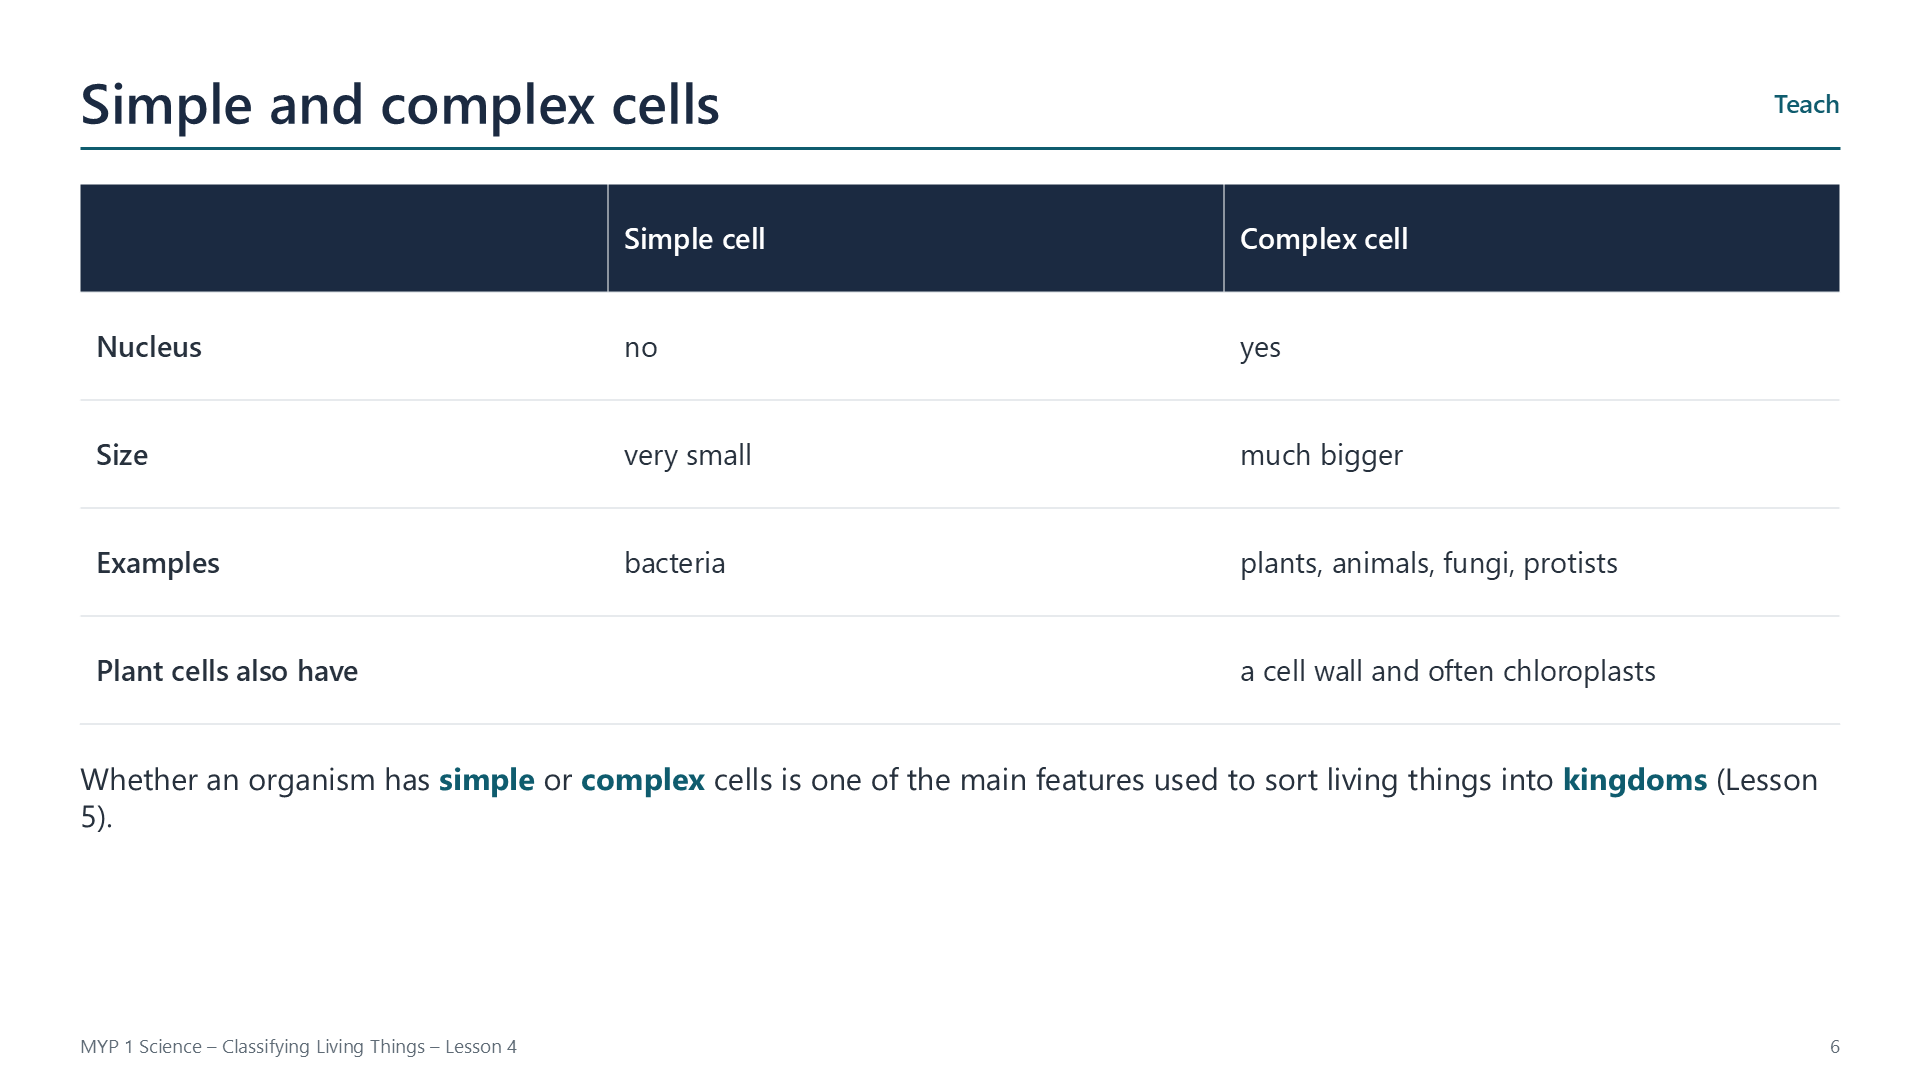 Simple and complex cells
Teach
Simple cell Complex cell
Nucleus no yes
Size very small much bigger
Examples bacteria plants, animals, fungi, protists
Plant cells also have a cell wall and often chloroplasts
Whether an organism has simple or complex cells is one of the main features used to sort living things into kingdoms (Lesson
5).
MYP 1 Science – Classifying Living Things – Lesson 4
6